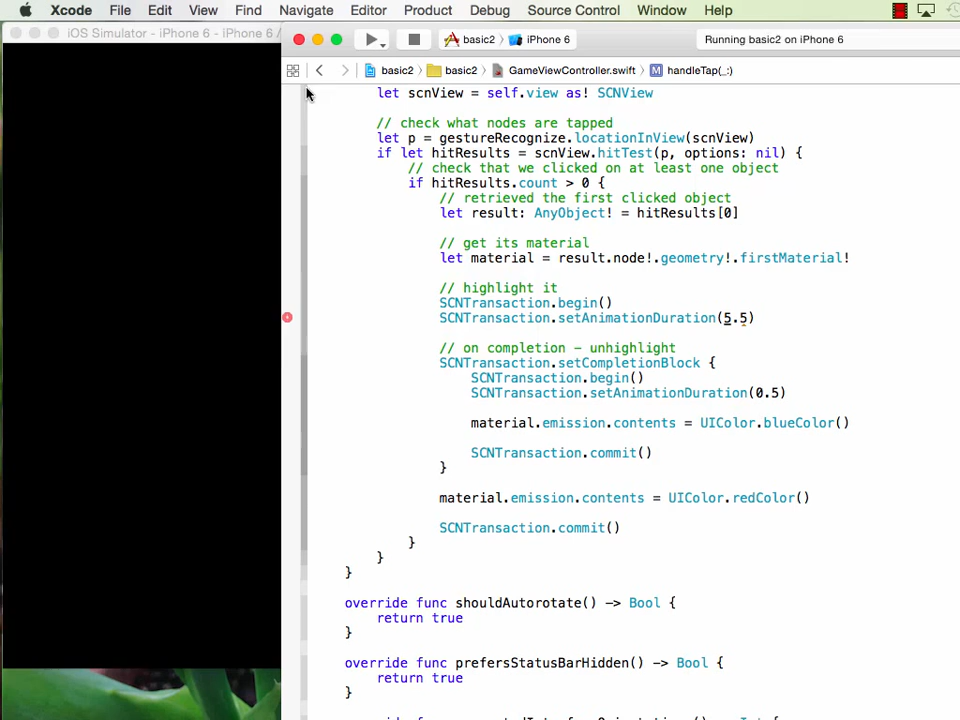 Xcode File Edit View Find Navigate Editor Product Debug Source Control Window Help
iOS Simulator - iPhone 6 - iPhone 6 /
basic2 iPhone 6 Running basic2 on iPhone 6
basic2 basic2 GameViewController.swift M handleTap(_:)
let scnView = self.view as! SCNView
// check what nodes are tapped
let p = gestureRecognize.locationInView(scnView)
if let hitResults = scnView.hitTest(p, options: nil) {
// check that we clicked on at least one object
if hitResults.count > 0 {
// retrieved the first clicked object
let result: AnyObject! = hitResults[0]
// get its material
let material = result.node!.geometry!.firstMaterial!
// highlight it
SCNTransaction.begin()
SCNTransaction.setAnimationDuration(5.5)
// on completion - unhighlight
SCNTransaction.setCompletionBlock {
SCNTransaction.begin()
SCNTransaction.setAnimationDuration(0.5)
material.emission.contents = UIColor.blueColor()
SCNTransaction.commit()
}
material.emission.contents = UIColor.redColor()
SCNTransaction.commit()
}
}
}
override func shouldAutorotate() -> Bool {
return true
}
override func prefersStatusBarHidden() -> Bool {
return true
}